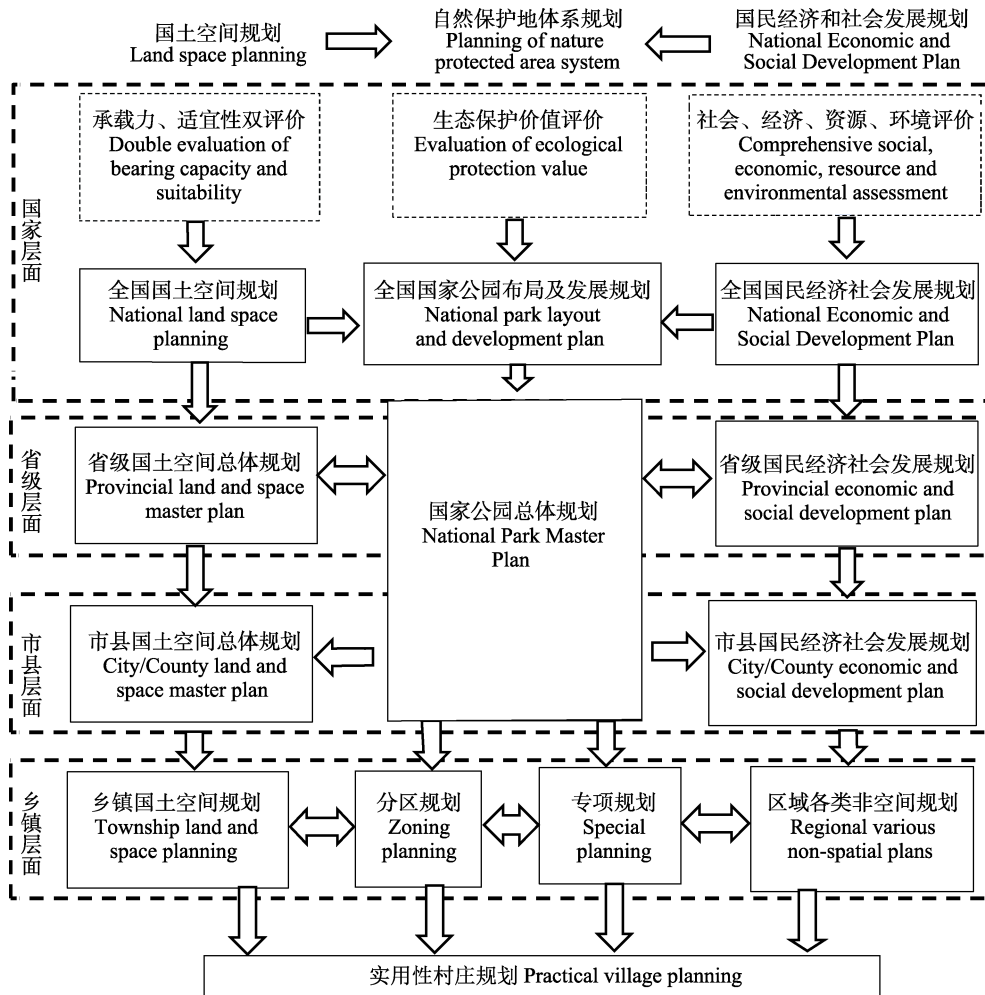 国土空间规划
Land space planning
自然保护地体系规划
Planning of nature
protected area system
国民经济和社会发展规划
National Economic and
Social Development Plan
国家层面
承载力、适宜性双评价
Double evaluation of
bearing capacity and
suitability
生态保护价值评价
Evaluation of ecological
protection value
社会、经济、资源、环境评价
Comprehensive social,
economic, resource and
environmental assessment
全国国土空间规划
National land space
planning
全国国家公园布局及发展规划
National park layout
and development plan
全国国民经济社会发展规划
National Economic and
Social Development Plan
省级层面
省级国土空间总体规划
Provincial land and space
master plan
国家公园总体规划
National Park Master
Plan
省级国民经济社会发展规划
Provincial economic and
social development plan
市县层面
市县国土空间总体规划
City/County land and
space master plan
市县国民经济社会发展规划
City/County economic and
social development plan
乡镇层面
乡镇国土空间规划
Township land and
space planning
分区规划
Zoning
planning
专项规划
Special
planning
区域各类非空间规划
Regional various
non-spatial plans
实用性村庄规划 Practical village planning